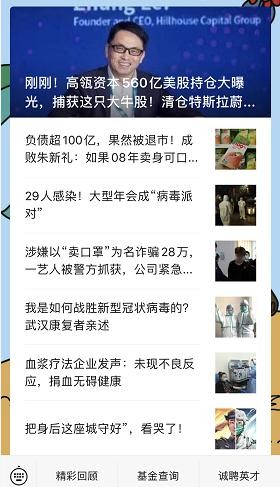 Zhang Lei
Founder and CEO, Hillhouse Capital Group
刚刚！高瓴资本560亿美股持仓大曝
光，捕获这只大牛股！清仓特斯拉蔚...
负债超100亿，果然被退市！成
败朱新礼：如果08年卖身可口...
29人感染！大型年会成“病毒派
对”
涉嫌以“卖口罩”为名诈骗28万，
一艺人被警方抓获，公司紧急...
我是如何战胜新型冠状病毒的？
武汉康复者亲述
血浆疗法企业发声：未现不良反
应，捐血无碍健康
把身后这座城守好”，看哭了！
精彩回顾
基金查询
诚聘英才